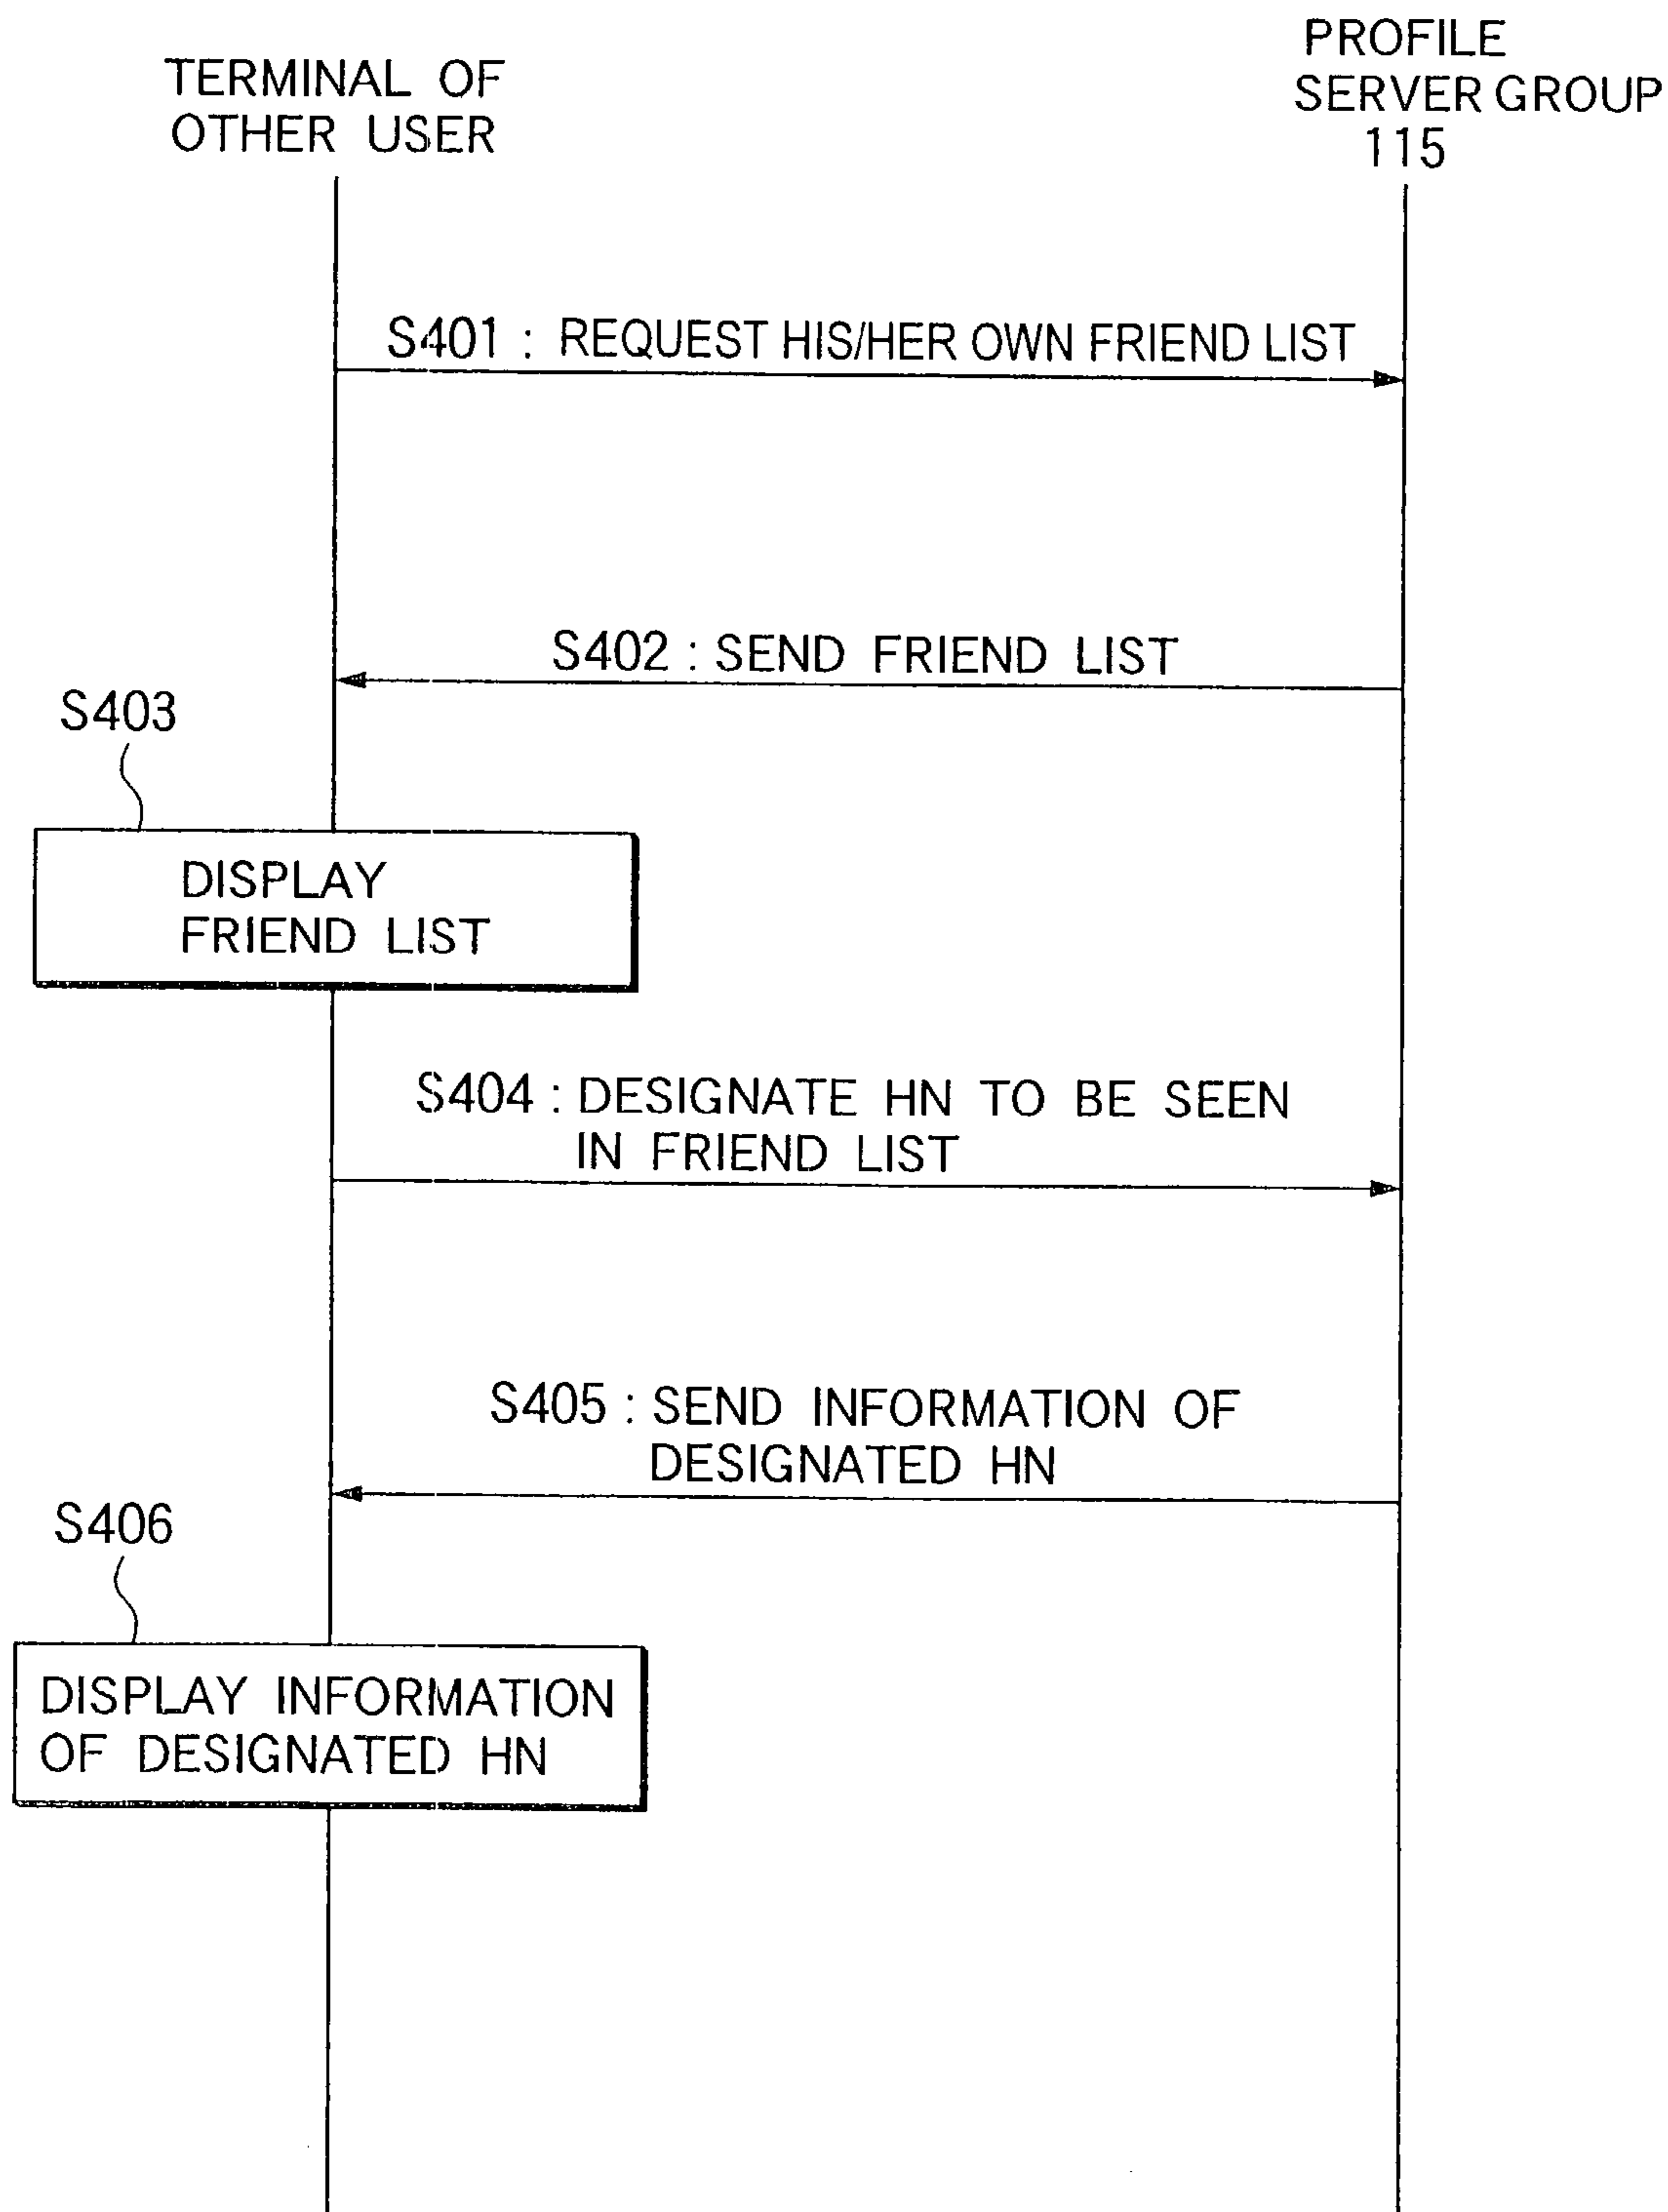 TERMINAL OF
OTHER USER
PROFILE
SERVER GROUP
115
S401 : REQUEST HIS/HER OWN FRIEND LIST
S402 : SEND FRIEND LIST
S403
DISPLAY
FRIEND LIST
S404 : DESIGNATE HN TO BE SEEN
IN FRIEND LIST
S405 : SEND INFORMATION OF
DESIGNATED HN
S406
DISPLAY INFORMATION
OF DESIGNATED HN